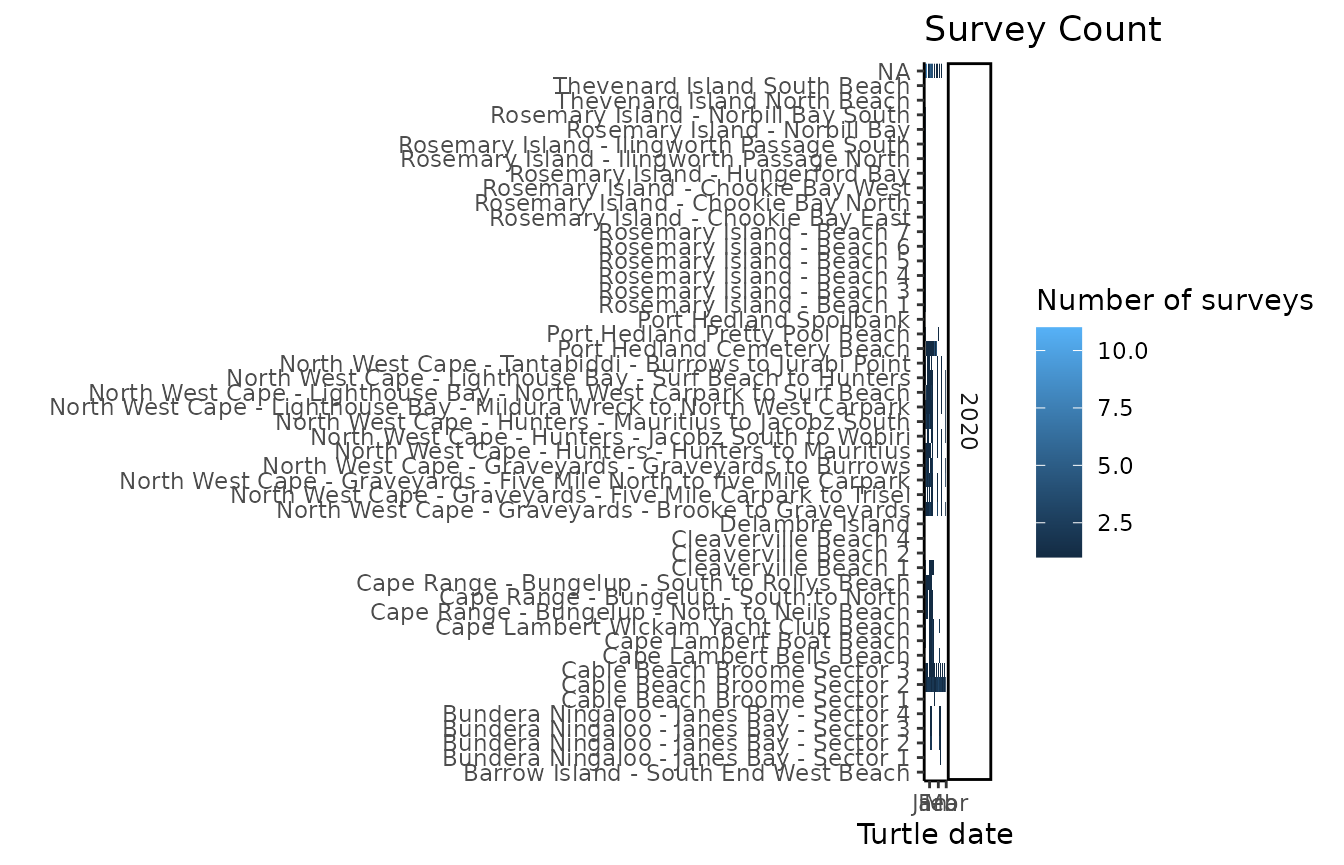 Survey Count
NA
Thevenard Island South Beach
Thevenard Island North Beach
Rosemary Island - Norbill Bay South
Rosemary Island - Norbill Bay
Rosemary Island - Ilingworth Passage South
Rosemary Island - Ilingworth Passage North
Rosemary Island - Hungerford Bay
Rosemary Island - Chookie Bay West
Rosemary Island - Chookie Bay North
Rosemary Island - Chookie Bay East
Rosemary Island - Beach 7
Rosemary Island - Beach 6
Rosemary Island - Beach 5
Rosemary Island - Beach 4
Rosemary Island - Beach 3
Rosemary Island - Beach 1
Port Hedland Spoilbank
Port Hedland Pretty Pool Beach
Port Hedland Cemetery Beach
North West Cape - Tantabiddi - Burrows to Jurabi Point
North West Cape - Lighthouse Bay - Surf Beach to Hunters
North West Cape - Lighthouse Bay - North West Carpark to Surf Beach
North West Cape - Lighthouse Bay - Mildura Wreck to North West Carpark
North West Cape - Hunters - Mauritius to Jacobz South
North West Cape - Hunters - Jacobz South to Wobiri
North West Cape - Hunters - Hunters to Mauritius
North West Cape - Graveyards - Graveyards to Burrows
North West Cape - Graveyards - Five Mile North to five Mile Carpark
North West Cape - Graveyards - Five Mile Carpark to Trisel
North West Cape - Graveyards - Brooke to Graveyards
Delambre Island
Cleaverville Beach 4
Cleaverville Beach 2
Cleaverville Beach 1
Cape Range - Bungelup - South to Rollys Beach
Cape Range - Bungelup - South to North
Cape Range - Bungelup - North to Neils Beach
Cape Lambert Wickam Yacht Club Beach
Cape Lambert Boat Beach
Cape Lambert Bells Beach
Cable Beach Broome Sector 3
Cable Beach Broome Sector 2
Cable Beach Broome Sector 1
Bundera Ningaloo - Janes Bay - Sector 4
Bundera Ningaloo - Janes Bay - Sector 3
Bundera Ningaloo - Janes Bay - Sector 2
Bundera Ningaloo - Janes Bay - Sector 1
Barrow Island - South End West Beach
Jan
Feb
Mar
Turtle date
2020
Number of surveys
10.0
7.5
5.0
2.5